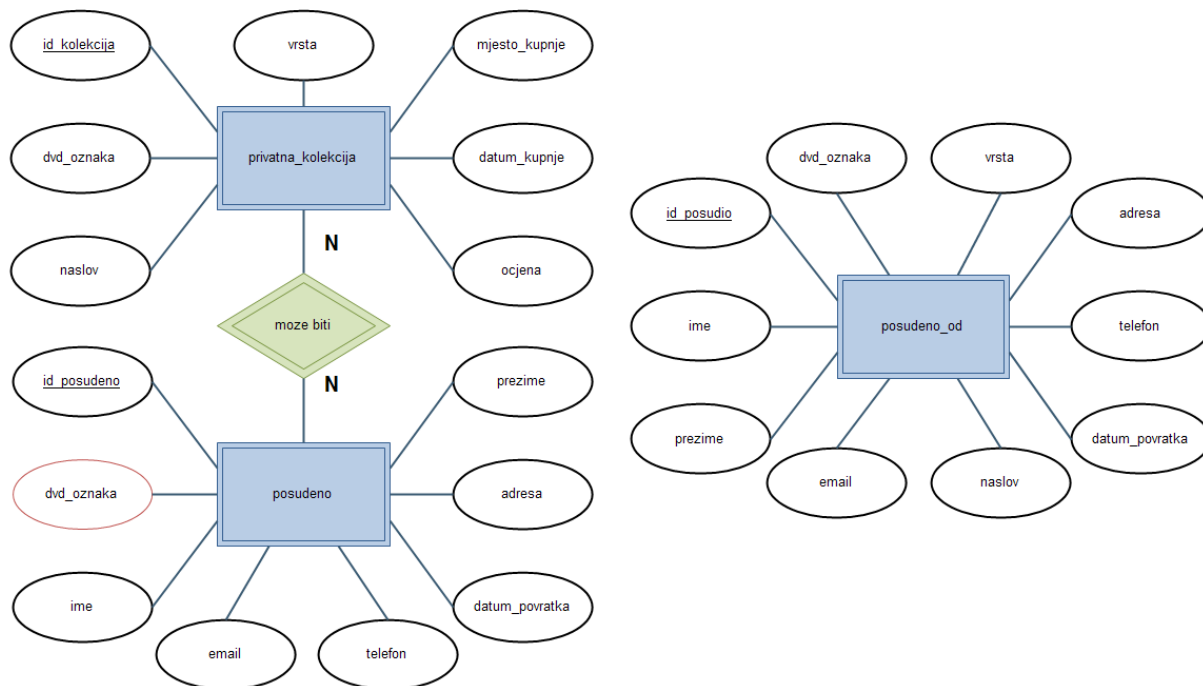 id_kolekcija
vrsta
mjesto_kupnje
dvd_oznaka
privatna_kolekcija
datum_kupnje
naslov
N
ocjena
moze biti
id_posudeno
N
prezime
dvd_oznaka
posudeno
adresa
ime
datum_povratka
email
telefon
dvd_oznaka
vrsta
id_posudio
adresa
ime
posudeno_od
telefon
prezime
datum_povratka
email
naslov